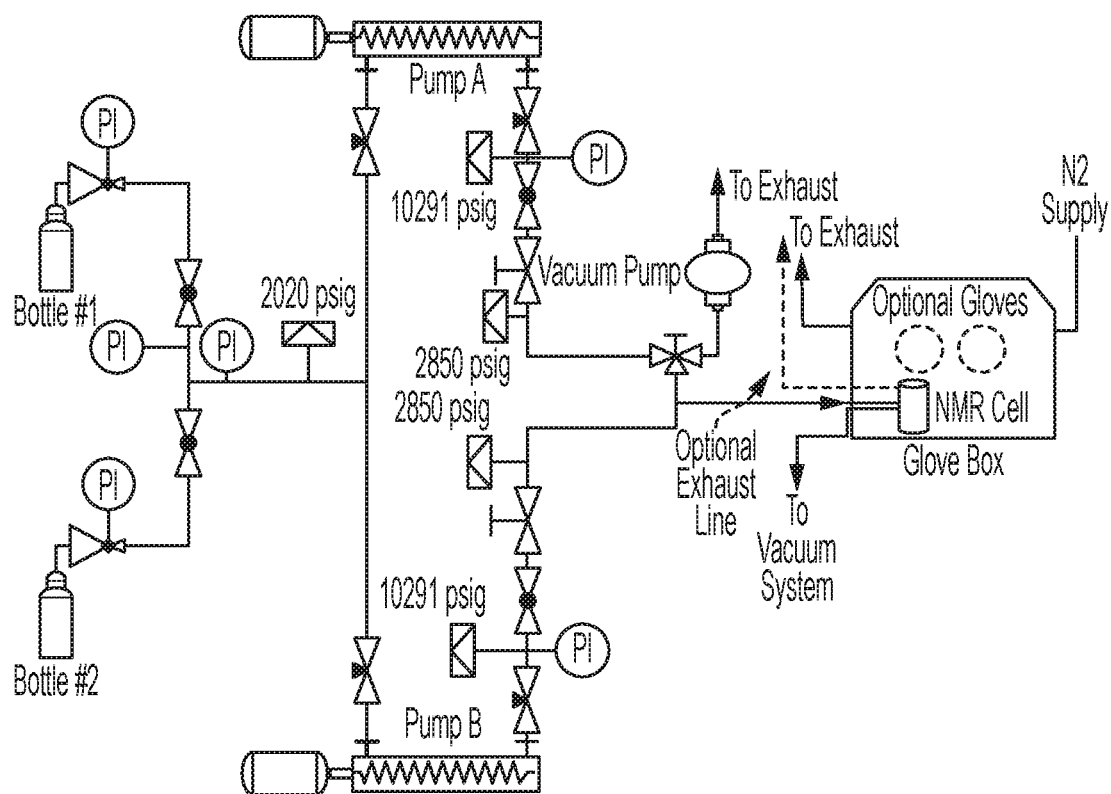 Pump A
PI
PI
10291 psig
To Exhaust
N2
Supply
To Exhaust
Bottle #1
2020 psig
Vacuum Pump
Optional Gloves
PI
PI
2850 psig
2850 psig
NMR Cell
Optional
Exhaust
Line
Glove Box
PI
To
Vacuum
System
10291 psig
PI
Bottle #2
Pump B